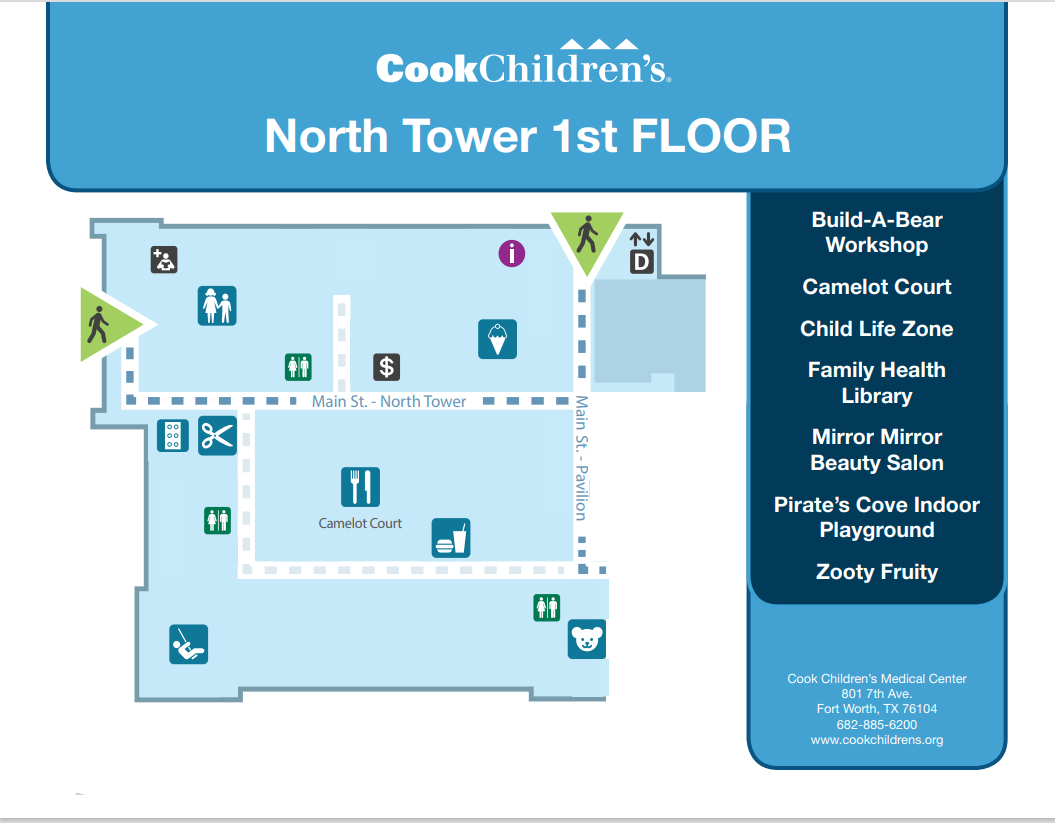 CookChildren's®
North Tower 1st FLOOR
Build-A-Bear
Workshop
Camelot Court
Child Life Zone
Family Health
Library
Mirror Mirror
Beauty Salon
Pirate's Cove Indoor
Playground
Zooty Fruity
i
D
$
Main St. - North Tower
Main St. - Pavilion
Camelot Court
Cook Children's Medical Center
801 7th Ave.
Fort Worth, TX 76104
682-885-6200
www.cookchildrens.org